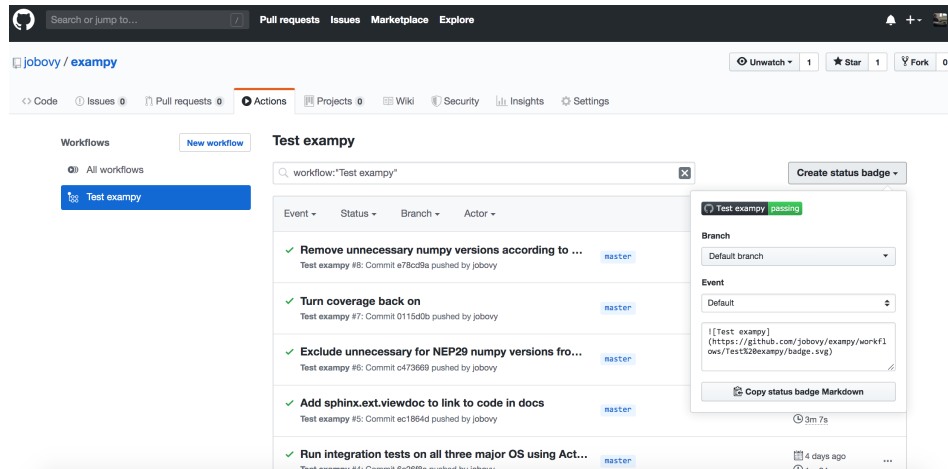 Search or jump to... /
Pull requests Issues Marketplace Explore
jobovy / exampy
Unwatch 1 Star 1 Fork 0
Code Issues 0 Pull requests 0 Actions Projects 0 Wiki Security Insights Settings
Workflows New workflow
All workflows
Test exampy
Test exampy
workflow:"Test exampy"
Create status badge
Event Status Branch Actor
Remove unnecessary numpy versions according to ... master
Test exampy #8: Commit e78cd9a pushed by jobovy
Turn coverage back on master
Test exampy #7: Commit 0115d0b pushed by jobovy
Exclude unnecessary for NEP29 numpy versions fro... master
Test exampy #6: Commit c473669 pushed by jobovy
Add sphinx.ext.viewdoc to link to code in docs master
Test exampy #5: Commit ec1864d pushed by jobovy
3m 7s
Run integration tests on all three major OS using Act... master
4 days ago ...
Test exampy passing
Branch
Default branch
Event
Default
![Test exampy]
(https://github.com/jobovy/exampy/workfl
ows/Test%20exampy/badge.svg)
Copy status badge Markdown